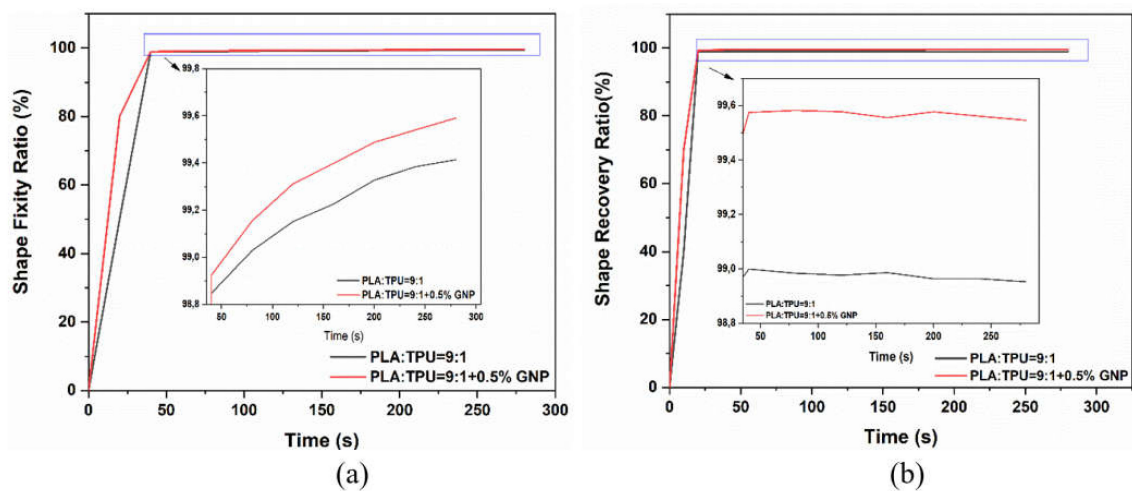 100
80
60
40
20
0
Shape Fixity Ratio (%)
99,8
99,6
99,4
99,2
99,0
98,8
50 100 150 200 250 300
Time (s)
PLA:TPU=9:1
PLA:TPU=9:1+0.5% GNP
PLA:TPU=9:1
PLA:TPU=9:1+0.5% GNP
0 50 100 150 200 250 300
Time (s)
(a)
100
80
60
40
20
0
Shape Recovery Ratio(%)
99,6
99,4
99,2
99,0
98,8
50 100 150 200 250
Time (s)
PLA:TPU=9:1
PLA:TPU=9:1+0.5% GNP
PLA:TPU=9:1
PLA:TPU=9:1+0.5% GNP
0 50 100 150 200 250 300
Time (s)
(b)